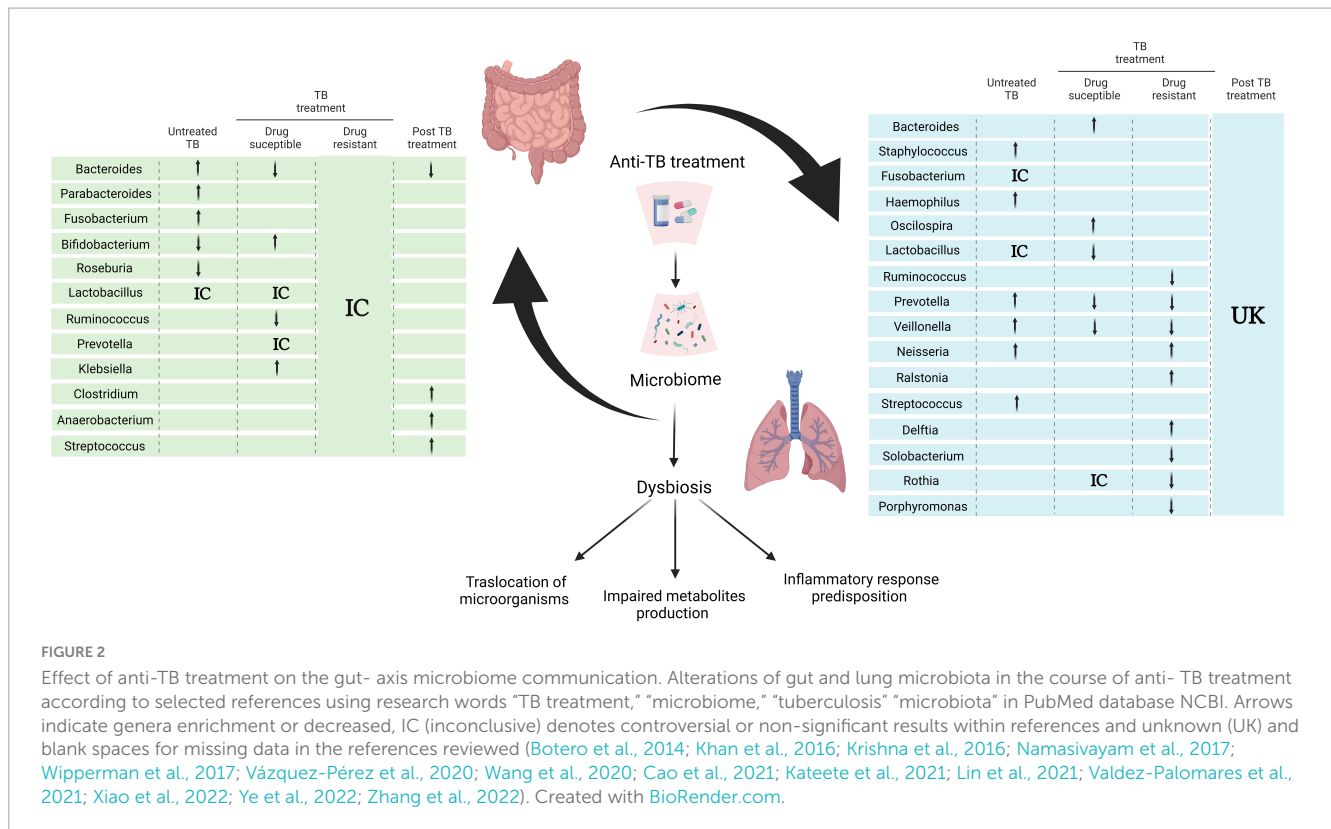 TB
treatment
Untreated
TB
Drug
suceptible
Drug
resistant
Post TB
treatment
Bacteroides ↑ ↓ ↓
Parabacteroides ↑
Fusobacterium ↑
Bifidobacterium ↓ ↑
Roseburia ↓
Lactobacillus IC IC
IC
Ruminococcus ↓
Prevotella IC
Klebsiella ↑
Clostridium ↑
Anaerobacterium ↑
Streptococcus ↑
Anti-TB treatment
Microbiome
Dysbiosis
Traslocation of
microorganisms
Impaired metabolites
production
Inflammatory response
predisposition
TB
treatment
Untreated
TB
Drug
suceptible
Drug
resistant
Post TB
treatment
Bacteroides ↑
Staphylococcus ↑
Fusobacterium IC
Haemophilus ↑
Oscilospira ↑
Lactobacillus IC ↓
Ruminococcus ↓
Prevotella ↑ ↓ ↓
UK
Veillonella ↑ ↓ ↓
Neisseria ↑ ↑
Ralstonia ↑
Streptococcus ↑
Delftia ↑
Solobacterium ↓
Rothia IC ↓
Porphyromonas ↓
FIGURE 2
Effect of anti-TB treatment on the gut- axis microbiome communication. Alterations of gut and lung microbiota in the course of anti- TB treatment
according to selected references using research words “TB treatment,” “microbiome,” “tuberculosis” “microbiota” in PubMed database NCBI. Arrows
indicate genera enrichment or decreased, IC (inconclusive) denotes controversial or non-significant results within references and unknown (UK) and
blank spaces for missing data in the references reviewed (Botero et al., 2014; Khan et al., 2016; Krishna et al., 2016; Namasivayam et al., 2017;
Wipperman et al., 2017; Vázquez-Pérez et al., 2020; Wang et al., 2020; Cao et al., 2021; Kateete et al., 2021; Lin et al., 2021; Valdez-Palomares et al.,
2021; Xiao et al., 2022; Ye et al., 2022; Zhang et al., 2022). Created with BioRender.com.